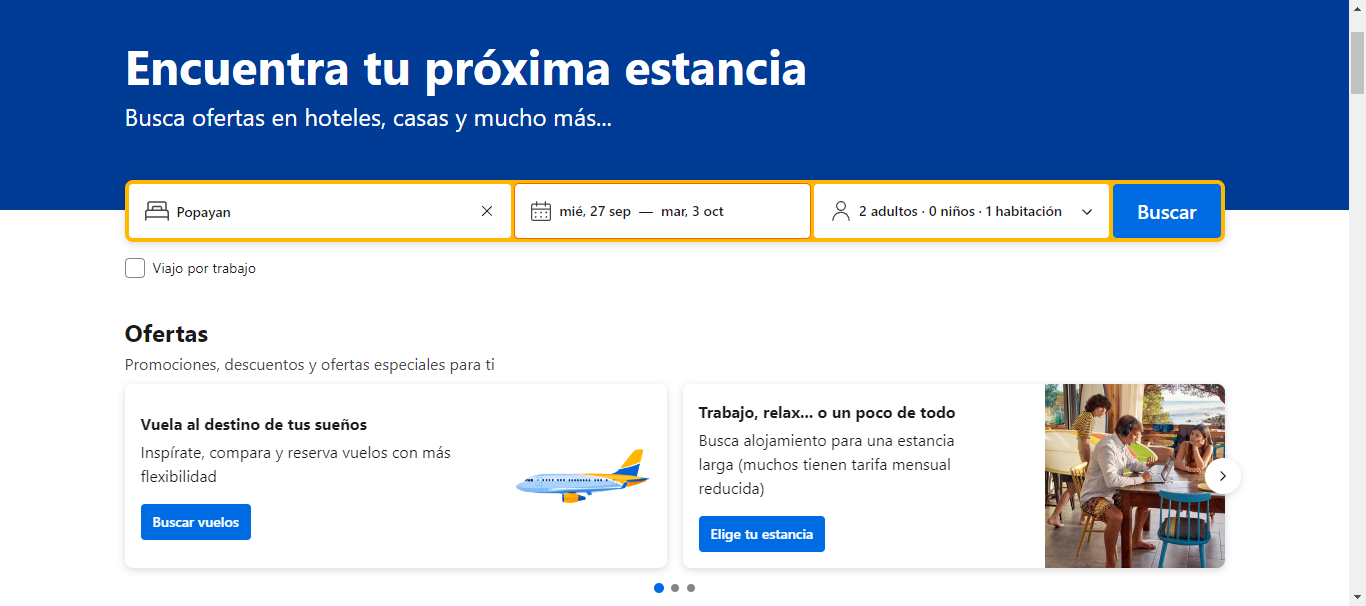 Encuentra tu próxima estancia
Busca ofertas en hoteles, casas y mucho más...
Popayan
mié, 27 sep — mar, 3 oct
2 adultos · 0 niños · 1 habitación
Buscar
Viajo por trabajo
Ofertas
Promociones, descuentos y ofertas especiales para ti
Vuela al destino de tus sueños
Inspírate, compara y reserva vuelos con más
flexibilidad
Buscar vuelos
Trabajo, relax... o un poco de todo
Busca alojamiento para una estancia
larga (muchos tienen tarifa mensual
reducida)
Elige tu estancia